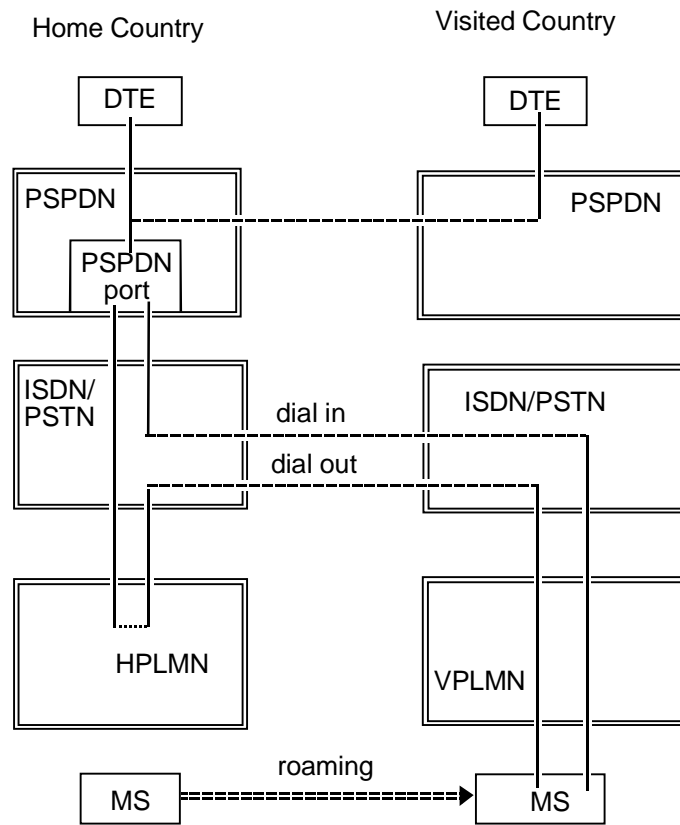 Home Country
Visited Country
DTE
DTE
PSPDN
PSPDN
PSPDN
port
ISDN/
PSTN
ISDN/PSTN
dial in
dial out
HPLMN
VPLMN
roaming
MS
MS